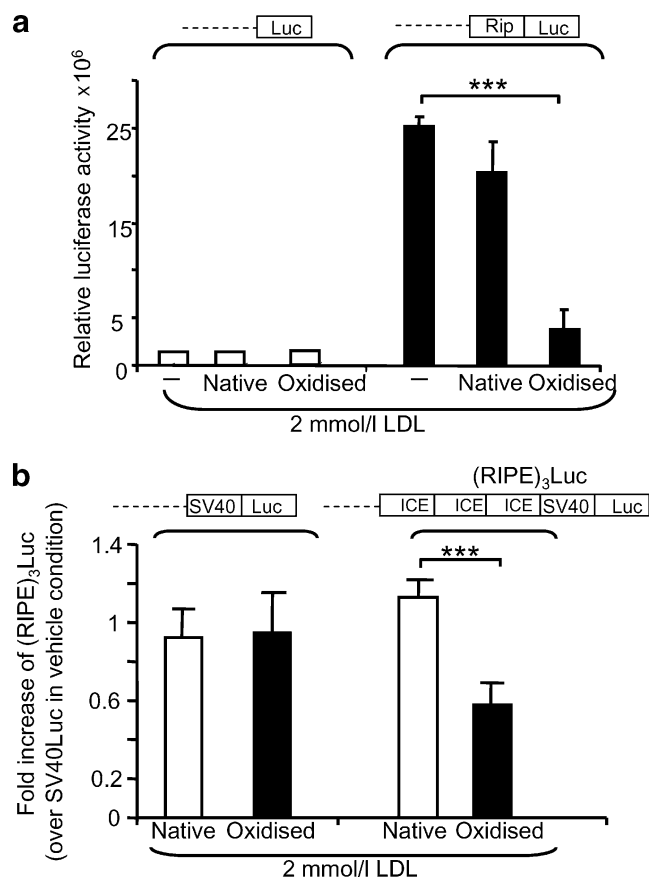 a
Luc
Rip Luc
Relative luciferase activity x10⁶
***
25
15
5
0
– Native Oxidised – Native Oxidised
2 mmol/l LDL
b
(RIPE)₃Luc
SV40 Luc
ICE ICE ICE SV40 Luc
Fold increase of (RIPE)₃Luc
(over SV40Luc in vehicle condition)
***
1.4
1
0.6
0.2
0
Native Oxidised Native Oxidised
2 mmol/l LDL